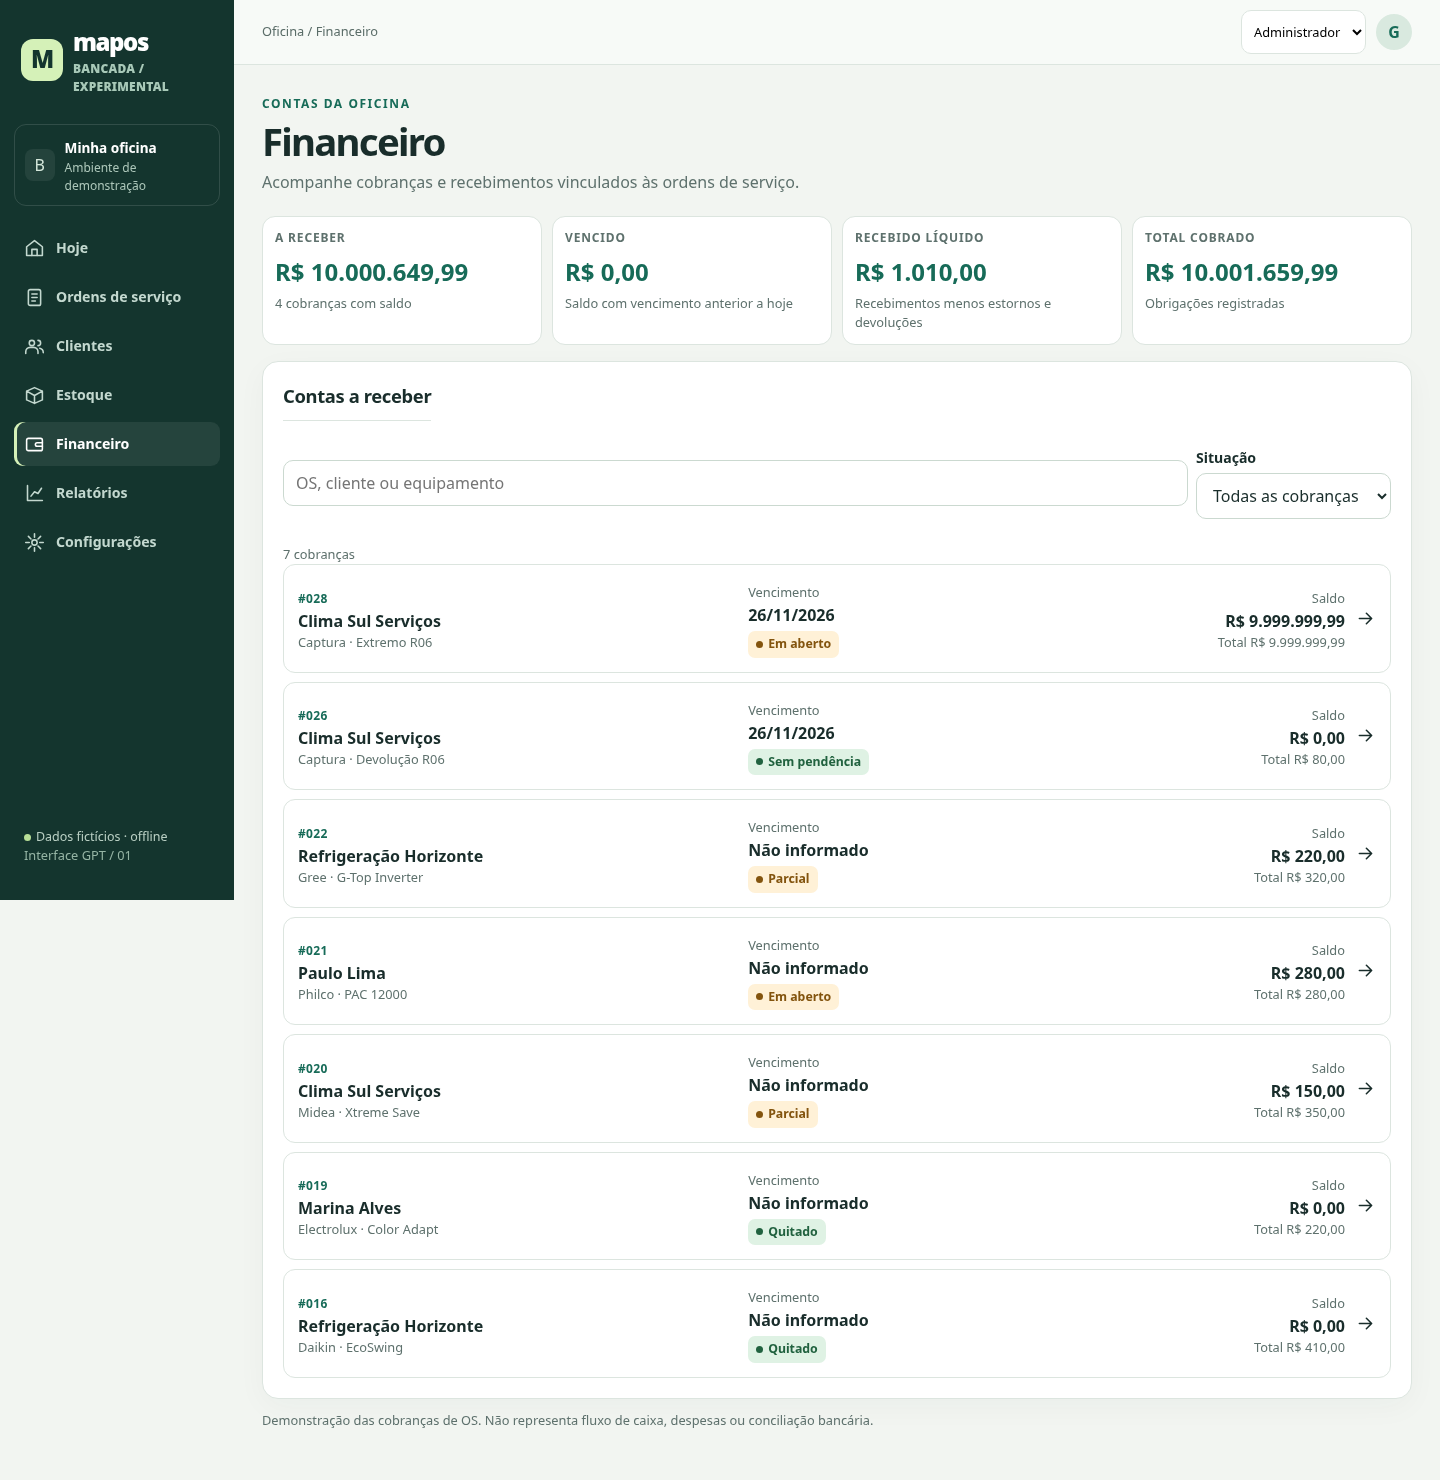 M
mapos
BANCADA /
EXPERIMENTAL
B
Minha oficina
Ambiente de
demonstração
Hoje
Ordens de serviço
Clientes
Estoque
Financeiro
Relatórios
Configurações
Dados fictícios · offline
Interface GPT / 01
Oficina / Financeiro
Administrador
G
CONTAS DA OFICINA
Financeiro
Acompanhe cobranças e recebimentos vinculados às ordens de serviço.
A RECEBER
R$ 10.000.649,99
4 cobranças com saldo
VENCIDO
R$ 0,00
Saldo com vencimento anterior a hoje
RECEBIDO LÍQUIDO
R$ 1.010,00
Recebimentos menos estornos e
devoluções
TOTAL COBRADO
R$ 10.001.659,99
Obrigações registradas
Contas a receber
OS, cliente ou equipamento
Situação
Todas as cobranças
7 cobranças
#028
Clima Sul Serviços
Captura · Extremo R06
Vencimento
26/11/2026
Em aberto
Saldo
R$ 9.999.999,99
Total R$ 9.999.999,99
#026
Clima Sul Serviços
Captura · Devolução R06
Vencimento
26/11/2026
Sem pendência
Saldo
R$ 0,00
Total R$ 80,00
#022
Refrigeração Horizonte
Gree · G-Top Inverter
Vencimento
Não informado
Parcial
Saldo
R$ 220,00
Total R$ 320,00
#021
Paulo Lima
Philco · PAC 12000
Vencimento
Não informado
Em aberto
Saldo
R$ 280,00
Total R$ 280,00
#020
Clima Sul Serviços
Midea · Xtreme Save
Vencimento
Não informado
Parcial
Saldo
R$ 150,00
Total R$ 350,00
#019
Marina Alves
Electrolux · Color Adapt
Vencimento
Não informado
Quitado
Saldo
R$ 0,00
Total R$ 220,00
#016
Refrigeração Horizonte
Daikin · EcoSwing
Vencimento
Não informado
Quitado
Saldo
R$ 0,00
Total R$ 410,00
Demonstração das cobranças de OS. Não representa fluxo de caixa, despesas ou conciliação bancária.